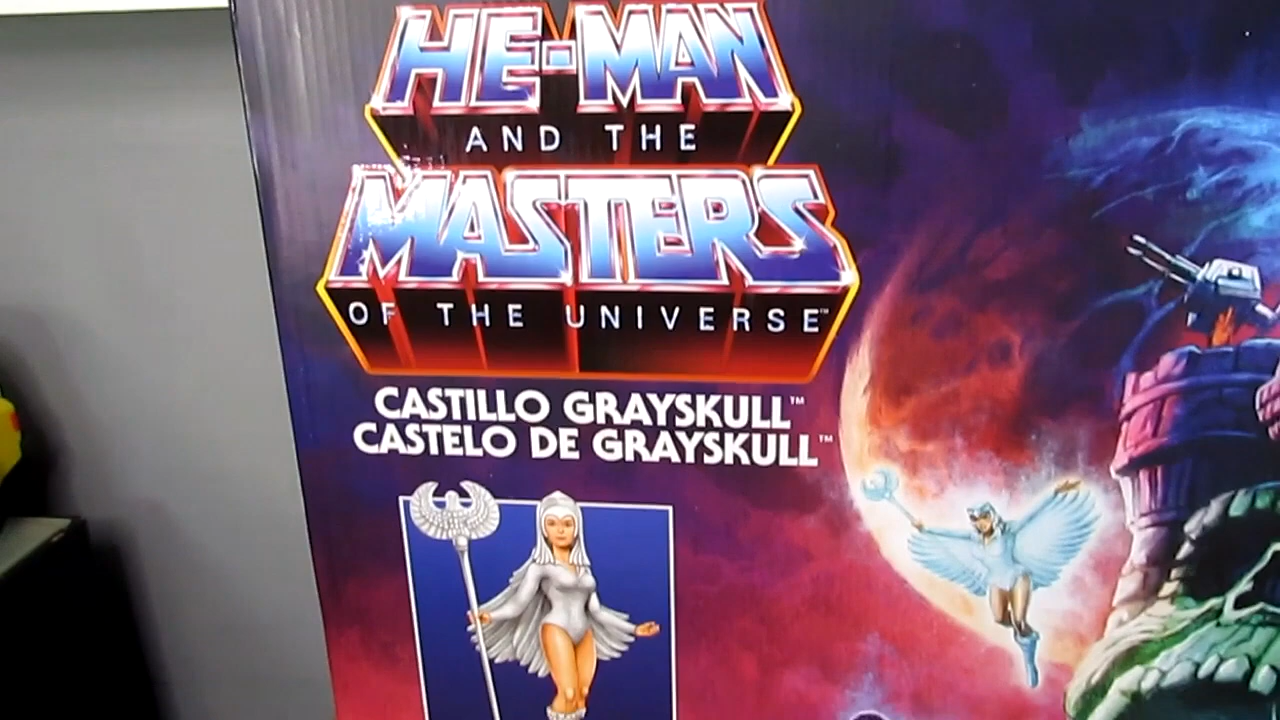 HE-MAN
AND THE
MASTERS
OF THE UNIVERSE™
CASTILLO GRAYSKULL™
CASTELO DE GRAYSKULL™